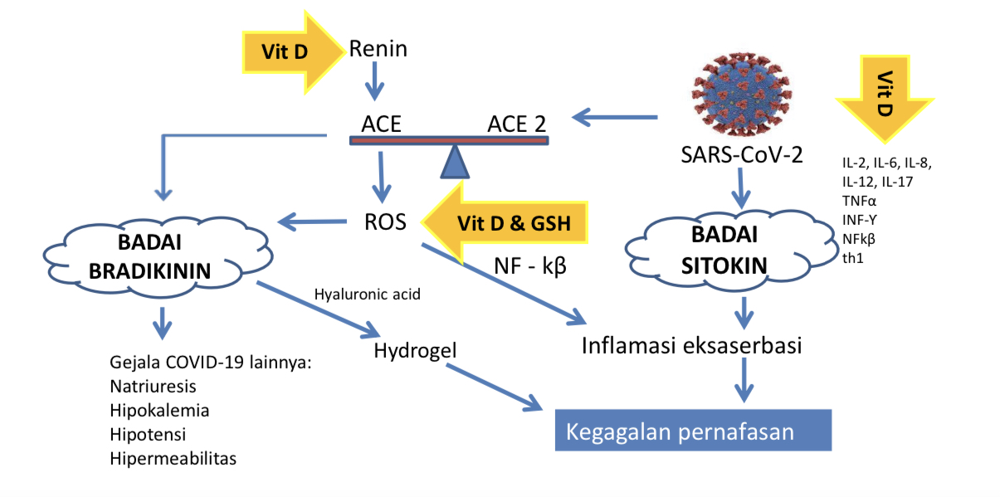 Vit D
Renin
ACE
ACE 2
SARS-CoV-2
Vit D
IL-2, IL-6, IL-8,
IL-12, IL-17
TNFα
INF-Y
NFkβ
th1
ROS
Vit D & GSH
NF - kβ
BADAI
BRADIKININ
BADAI
SITOKIN
Hyaluronic acid
Hydrogel
Inflamasi eksaserbasi
Gejala COVID-19 lainnya:
Natriuresis
Hipokalemia
Hipotensi
Hipermeabilitas
Kegagalan pernafasan